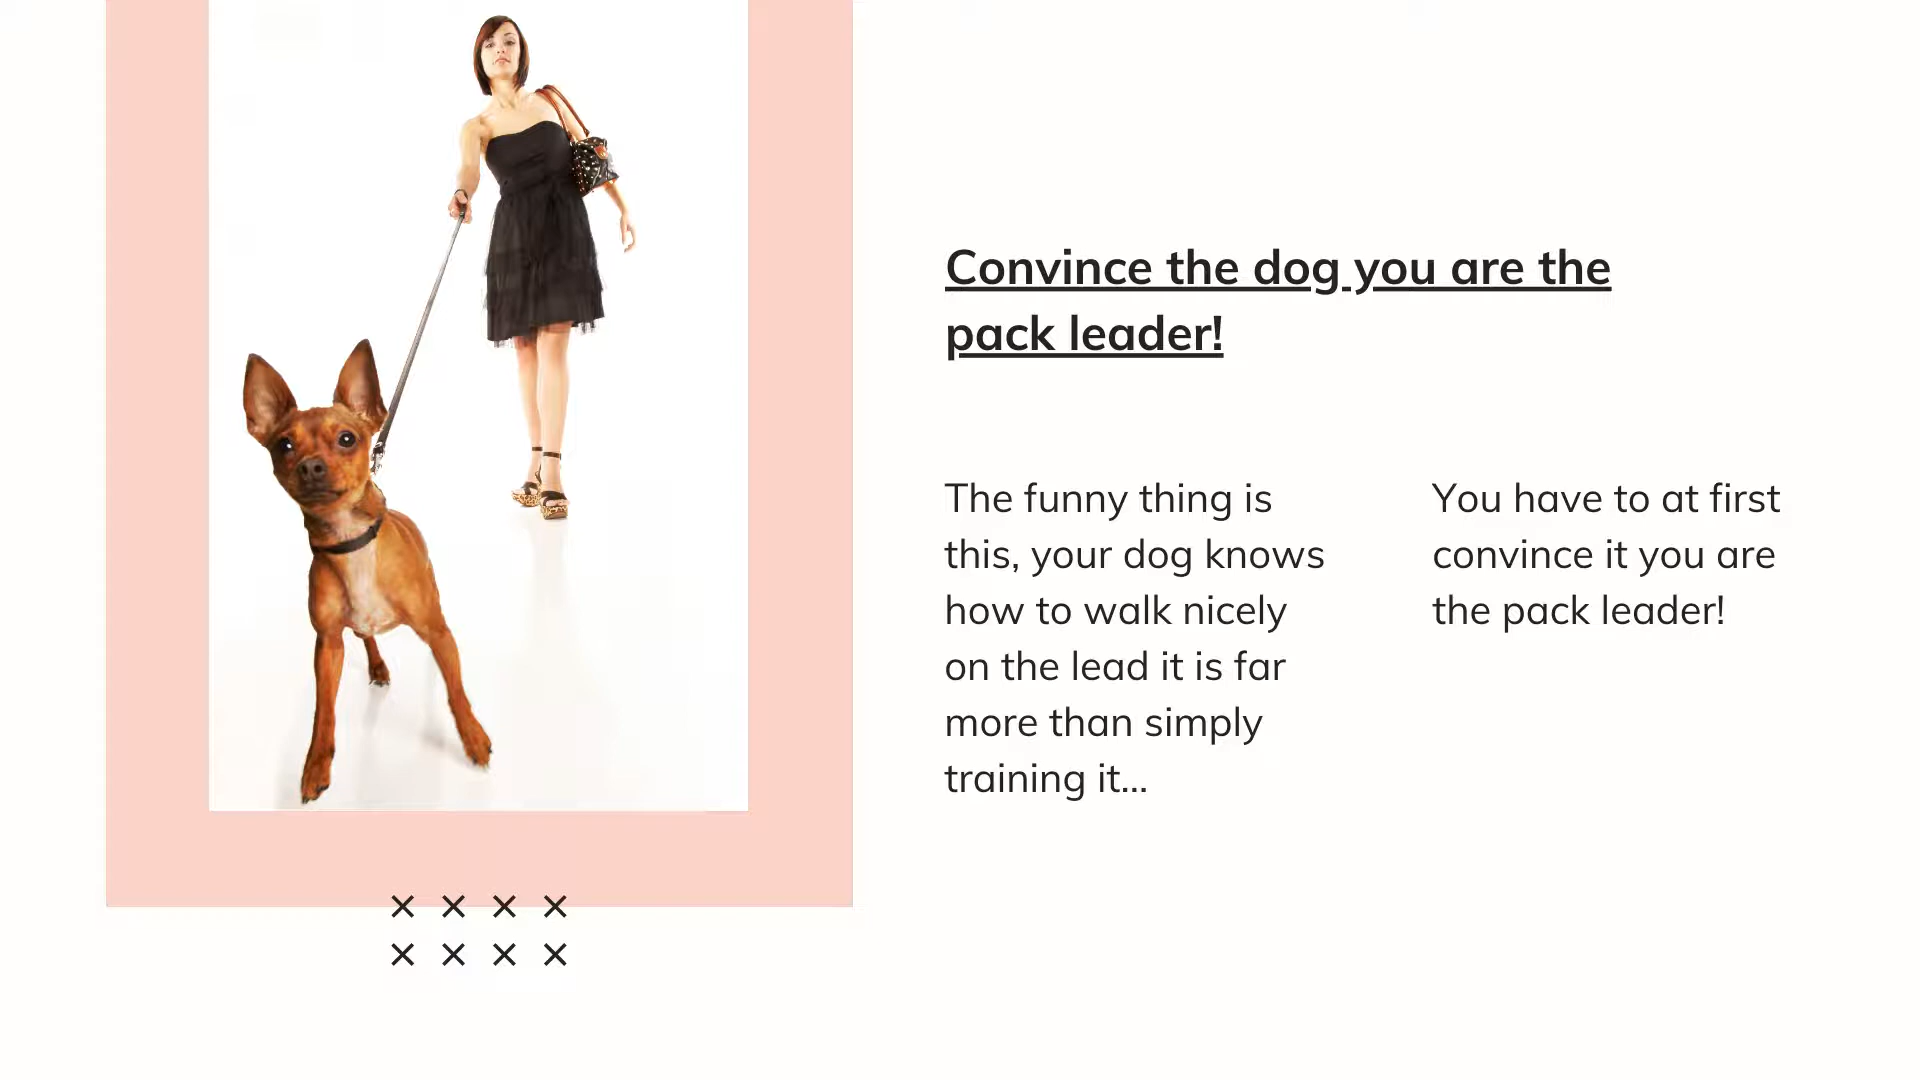 Convince the dog you are the
pack leader!
The funny thing is
this, your dog knows
how to walk nicely
on the lead it is far
more than simply
training it...
You have to at first
convince it you are
the pack leader!